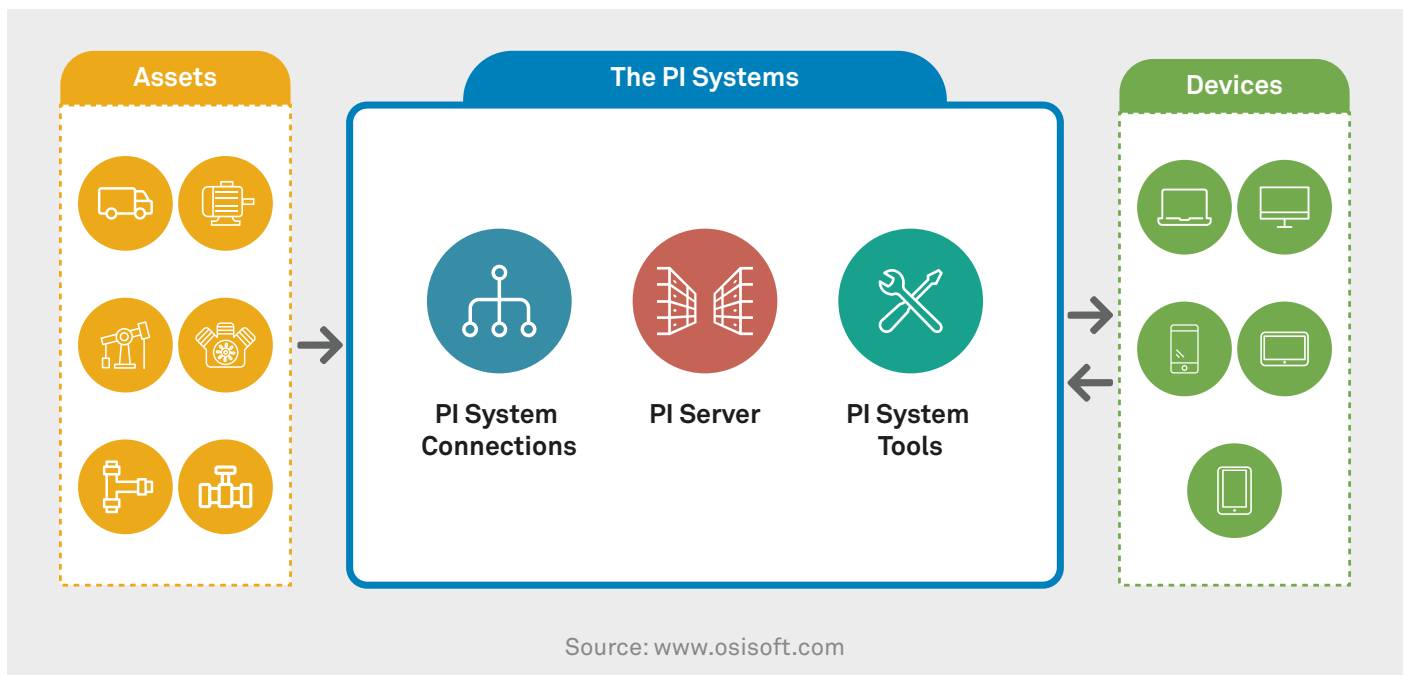 Assets
The PI Systems
Devices
PI System
Connections
PI Server
PI System
Tools
Source: www.osisoft.com